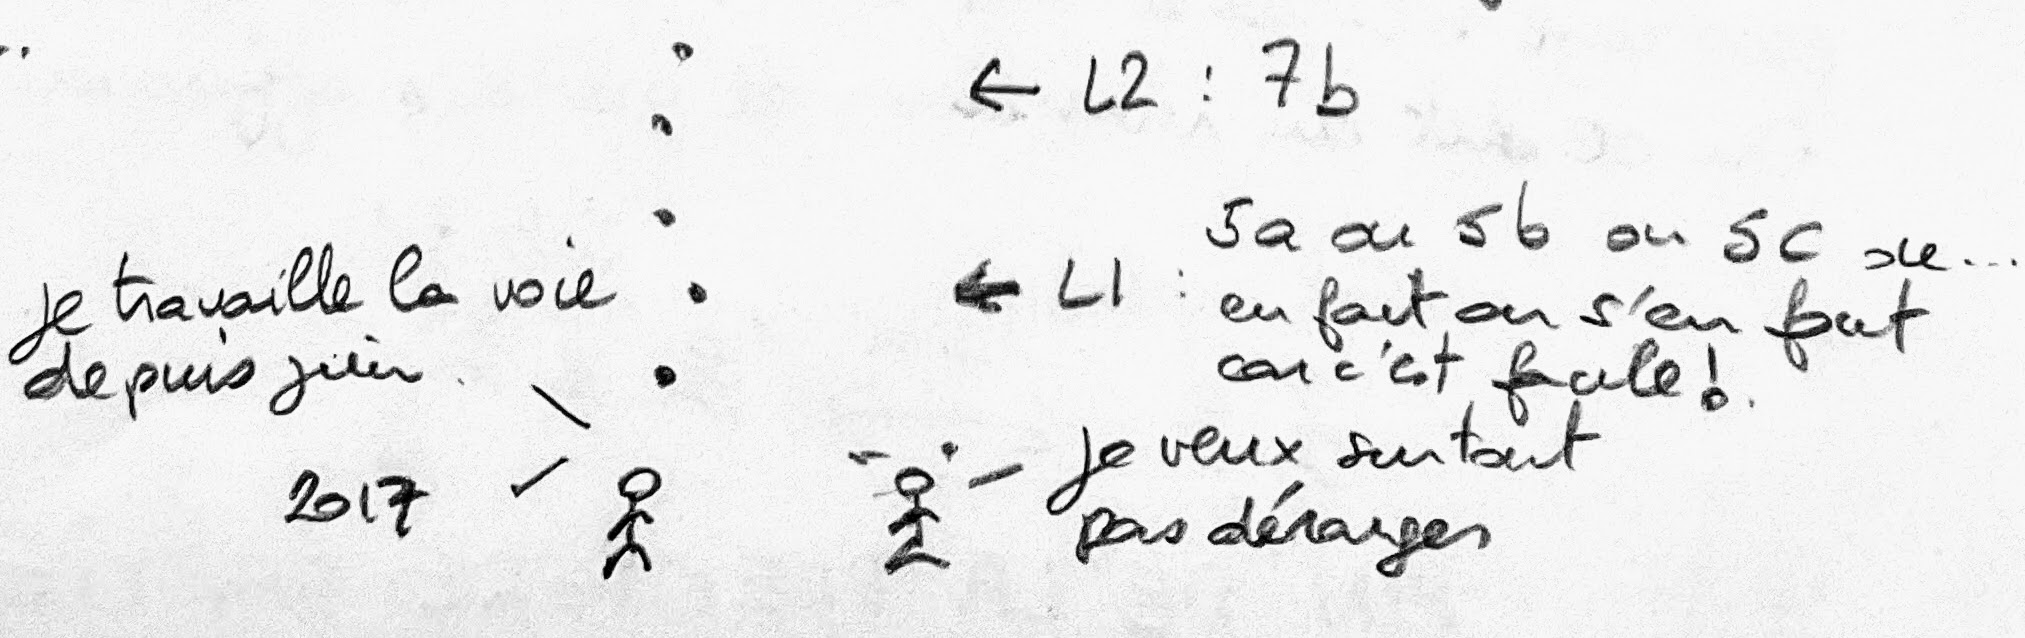 ← L2 : 7b
5a ou 5b ou 5c ou...
je travaille la voie
← L1 : en fait on s'en fout
depuis juin.
car c'est facile!
je veux surtout
2017
pas déranger